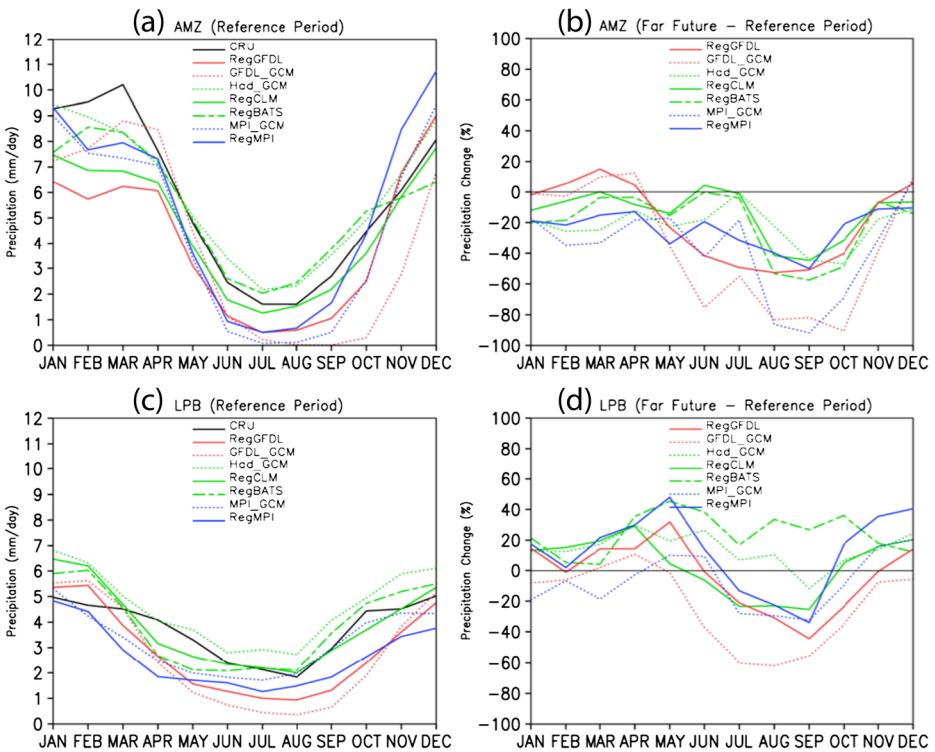 (a) AMZ (Reference Period)
12
11
10
9
8
7
6
5
4
3
2
1
0
Precipitation (mm/day)
CRU
RegGFDL
GFDL_GCM
Had_GCM
RegCLM
RegBATS
MPI_GCM
RegMPI
JAN FEB MAR APR MAY JUN JUL AUG SEP OCT NOV DEC
(b) AMZ (Far Future − Reference Period)
100
80
60
40
20
0
−20
−40
−60
−80
−100
Precipitation Change (%)
RegGFDL
GFDL_GCM
Had_GCM
RegCLM
RegBATS
MPI_GCM
RegMPI
JAN FEB MAR APR MAY JUN JUL AUG SEP OCT NOV DEC
(c) LPB (Reference Period)
12
11
10
9
8
7
6
5
4
3
2
1
0
Precipitation (mm/day)
CRU
RegGFDL
GFDL_GCM
Had_GCM
RegCLM
RegBATS
MPI_GCM
RegMPI
JAN FEB MAR APR MAY JUN JUL AUG SEP OCT NOV DEC
(d) LPB (Far Future − Reference Period)
100
80
60
40
20
0
−20
−40
−60
−80
−100
Precipitation Change (%)
RegGFDL
GFDL_GCM
Had_GCM
RegCLM
RegBATS
MPI_GCM
RegMPI
JAN FEB MAR APR MAY JUN JUL AUG SEP OCT NOV DEC